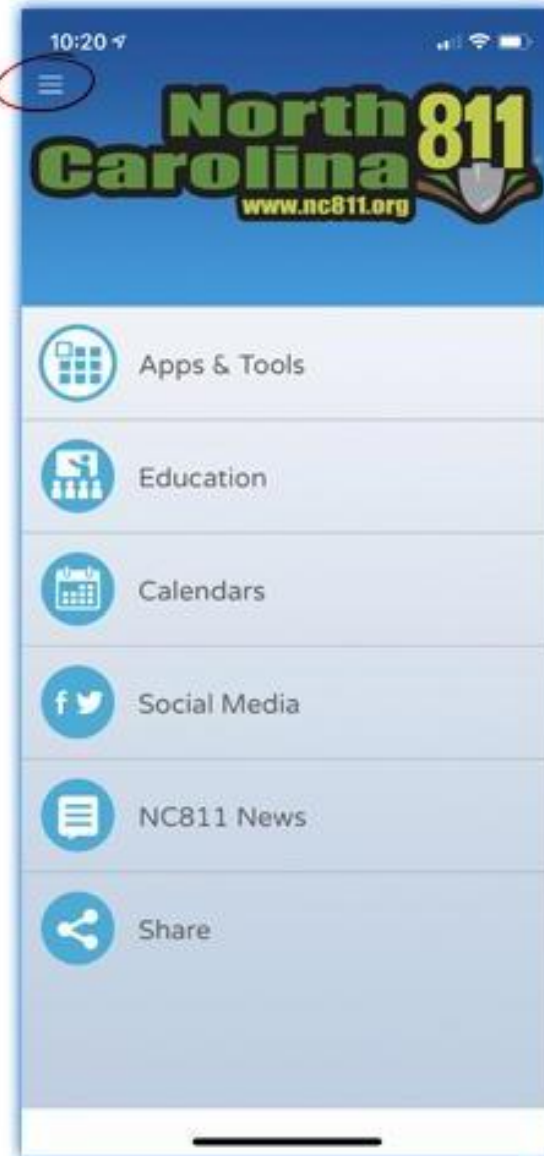 10:20
North
Carolina
811
www.nc811.org
Apps & Tools
Education
Calendars
f
Social Media
NC811 News
Share